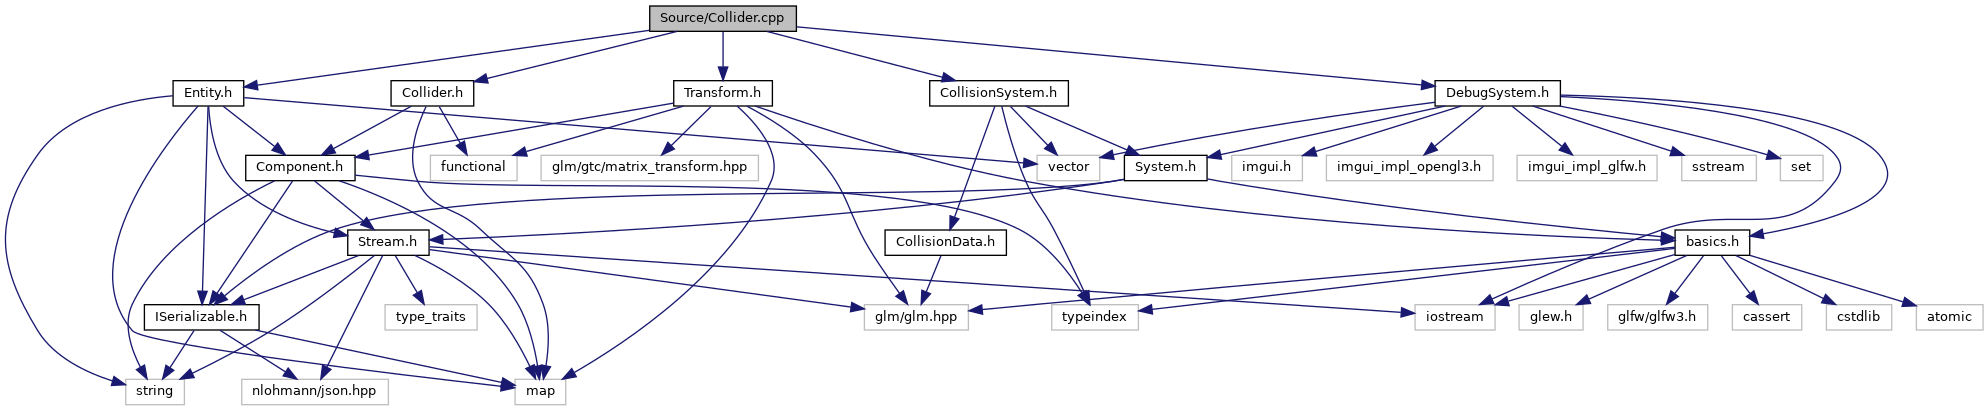 Source/Collider.cpp
Entity.h
Collider.h
Transform.h
CollisionSystem.h
DebugSystem.h
Component.h
functional
glm/gtc/matrix_transform.hpp
vector
System.h
imgui.h
imgui_impl_opengl3.h
imgui_impl_glfw.h
sstream
set
Stream.h
CollisionData.h
basics.h
ISerializable.h
type_traits
glm/glm.hpp
typeindex
iostream
glew.h
glfw/glfw3.h
cassert
cstdlib
atomic
string
nlohmann/json.hpp
map